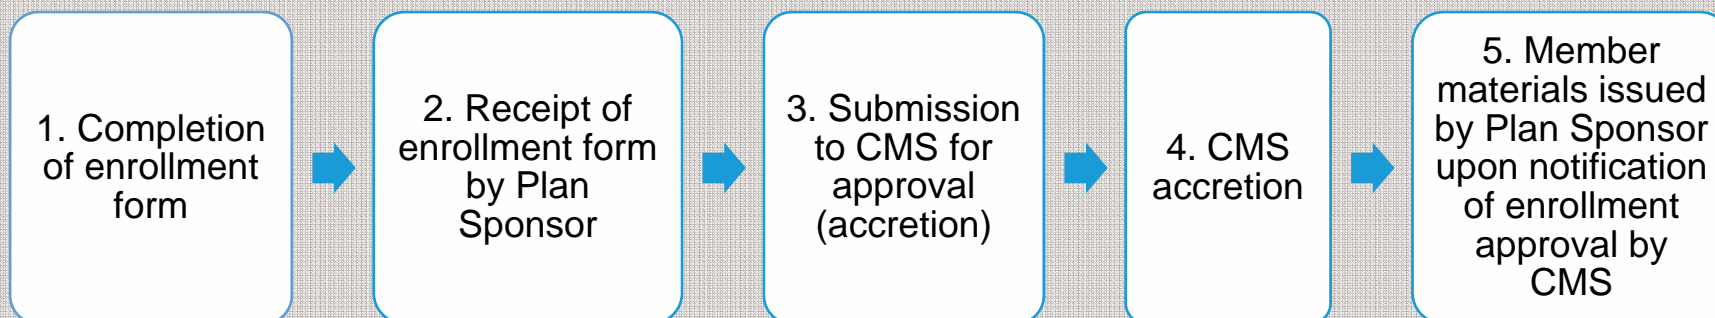 1. Completion
of enrollment
form
2. Receipt of
enrollment form
by Plan
Sponsor
3. Submission
to CMS for
approval
(accretion)
4. CMS
accretion
5. Member
materials issued
by Plan Sponsor
upon notification
of enrollment
approval by
CMS